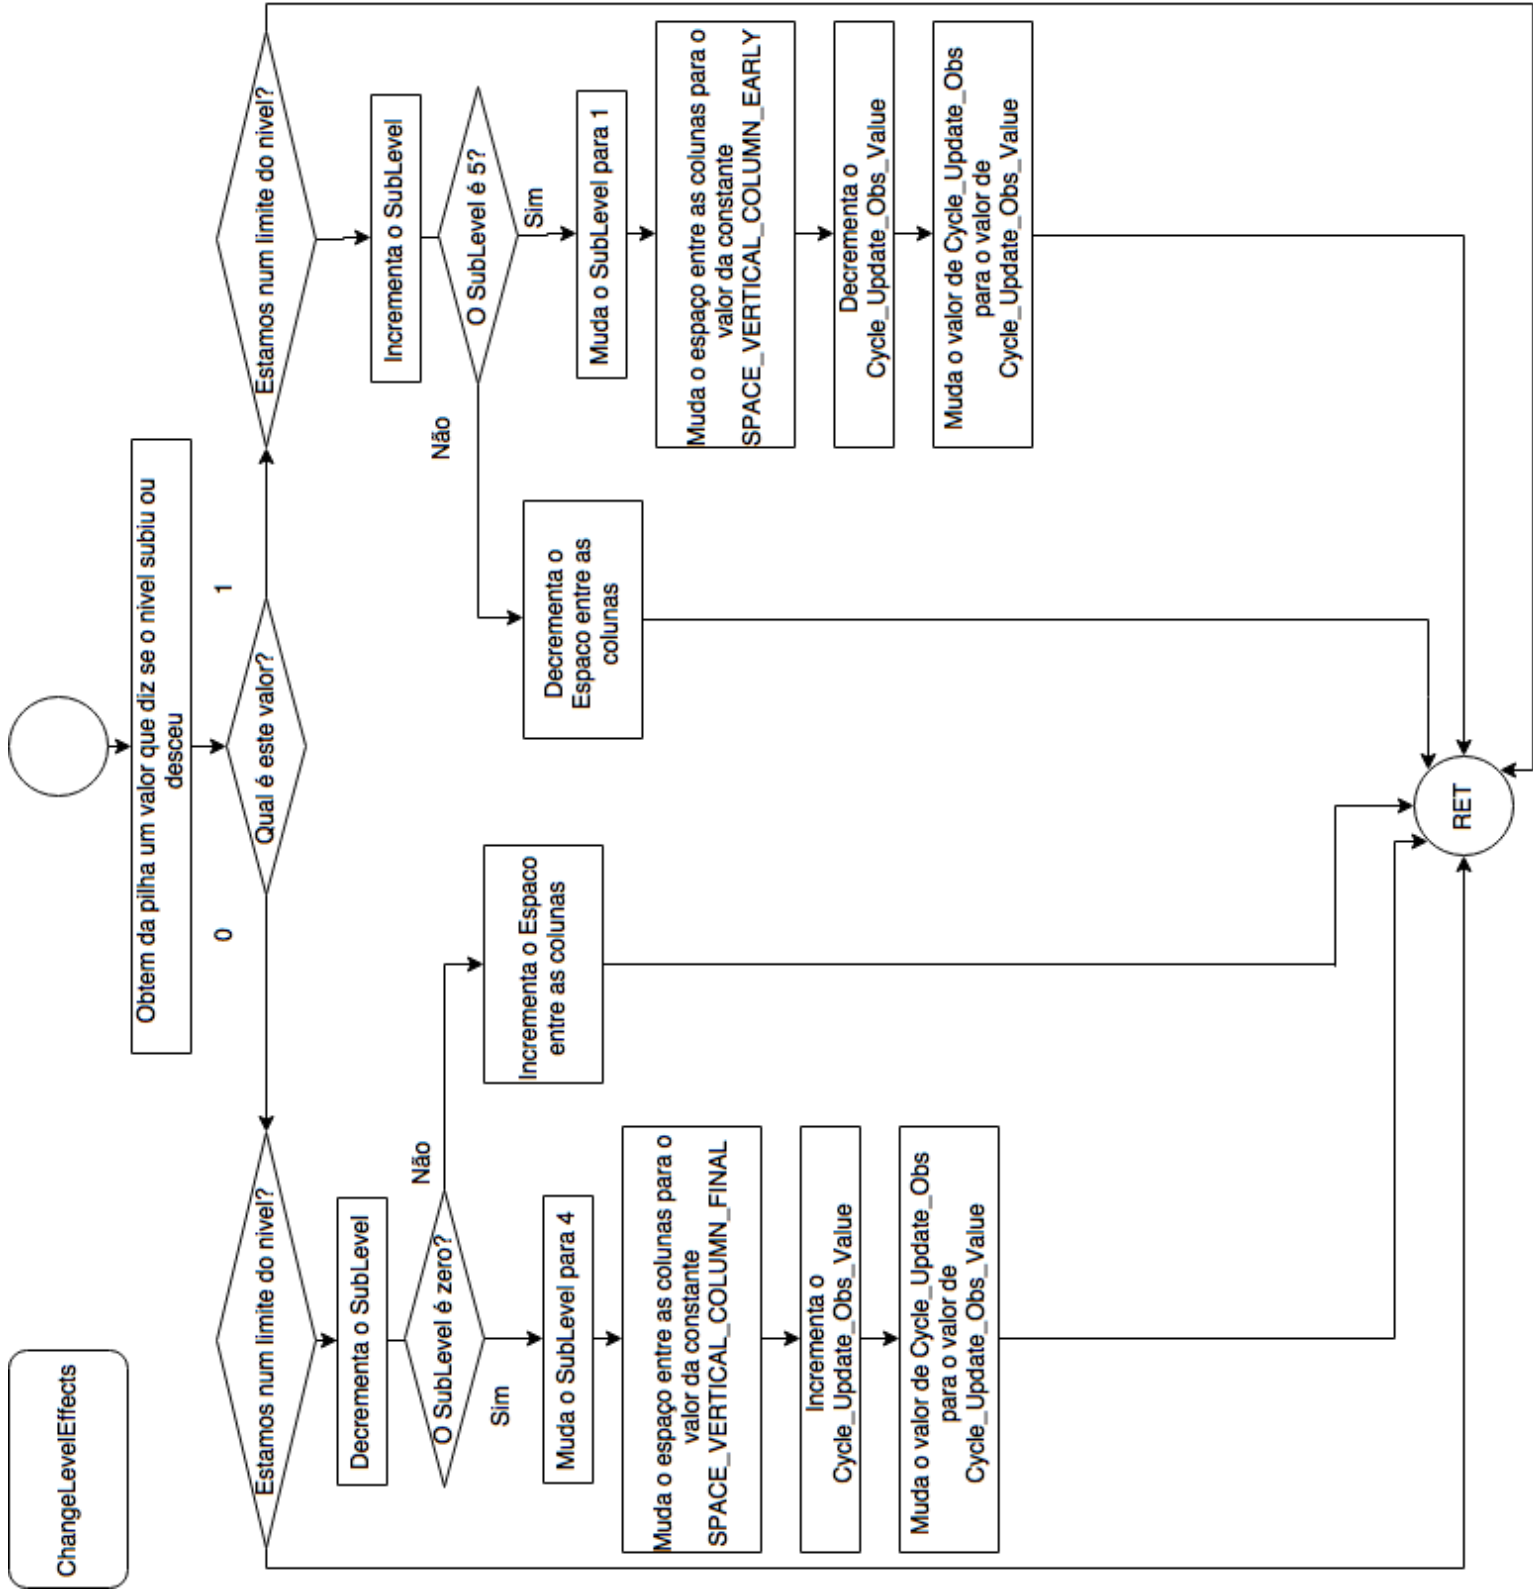 ChangeLevelEffects
Obtem da pilha um valor que diz se o nivel subiu ou
desceu
Qual é este valor?
0
1
Estamos num limite do nivel?
Decrementa o SubLevel
O SubLevel é zero?
Não
Sim
Incrementa o Espaco
entre as colunas
Muda o SubLevel para 4
Muda o espaço entre as colunas para o
valor da constante
SPACE_VERTICAL_COLUMN_FINAL
Incrementa o
Cycle_Update_Obs_Value
Muda o valor de Cycle_Update_Obs
para o valor de
Cycle_Update_Obs_Value
Estamos num limite do nivel?
Incrementa o SubLevel
O SubLevel é 5?
Não
Sim
Decrementa o
Espaco entre as
colunas
Muda o SubLevel para 1
Muda o espaço entre as colunas para o
valor da constante
SPACE_VERTICAL_COLUMN_EARLY
Decrementa o
Cycle_Update_Obs_Value
Muda o valor de Cycle_Update_Obs
para o valor de
Cycle_Update_Obs_Value
RET